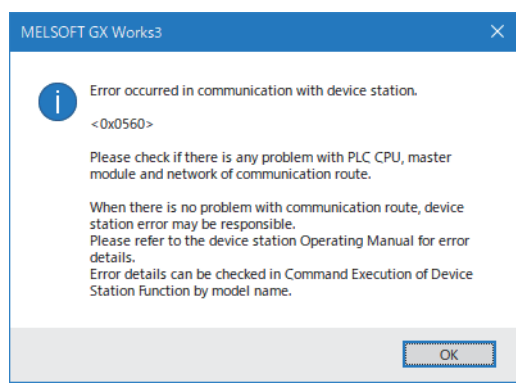 MELSOFT GX Works3
Error occurred in communication with device station.
<0x0560>
Please check if there is any problem with PLC CPU, master
module and network of communication route.
When there is no problem with communication route, device
station error may be responsible.
Please refer to the device station Operating Manual for error
details.
Error details can be checked in Command Execution of Device
Station Function by model name.
OK